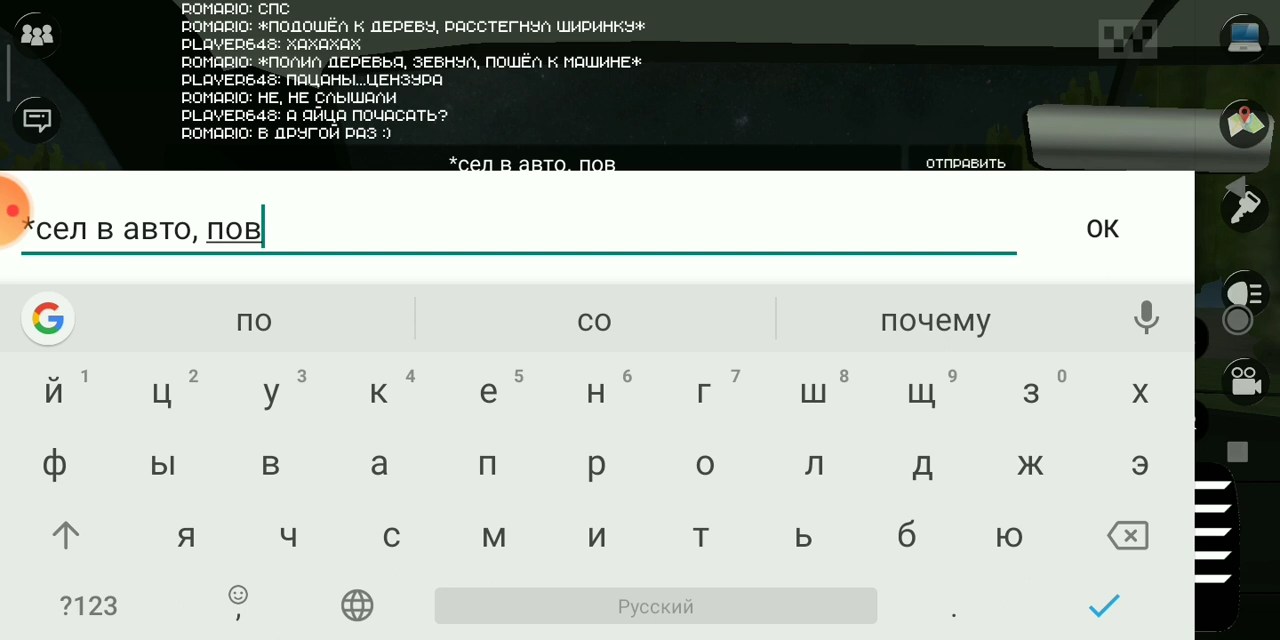 ROMARIO: СПС
ROMARIO: *ПОДОШЁЛ К ДЕРЕВУ, РАССТЕГНУЛ ШИРИНКУ*
PLAYER648: ХАХАХАХ
ROMARIO: *ПОЛИЛ ДЕРЕВЬЯ, ЗЕВНУЛ, ПОШЁЛ К МАШИНЕ*
PLAYER648: ПАЦАНЫ...ЦЕНЗУРА
ROMARIO: НЕ, НЕ СЛЫШАЛИ
PLAYER648: А ЯЙЦА ПОЧАСАТЬ?
ROMARIO: В ДРУГОЙ РАЗ :)
*сел в авто, пов
ОТПРАВИТЬ
*сел в авто, пов
ОК
по со почему
й 1 ц 2 у 3 к 4 е 5 н 6 г 7 ш 8 щ 9 з 0 х
ф ы в а п р о л д ж э
я ч с м и т ь б ю
?123 , Русский .